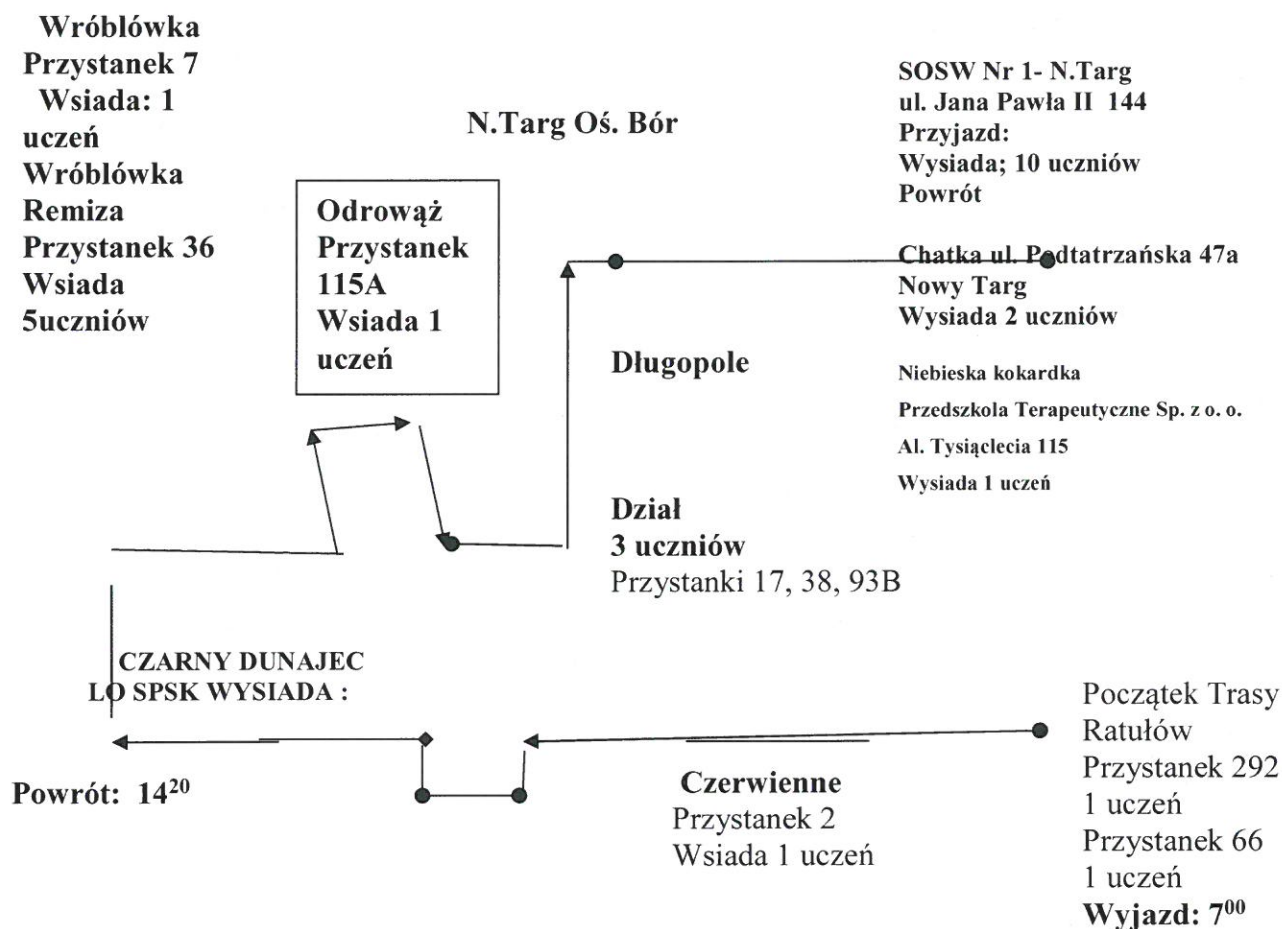 Wróblówka
Przystanek 7
Wsiada: 1
uczeń
Wróblówka
Remiza
Przystanek 36
Wsiada
5uczniów
N.Targ Oś. Bór
SOSW Nr 1- N.Targ
ul. Jana Pawła II 144
Przyjazd:
Wysiada; 10 uczniów
Powrót
Odrowąż
Przystanek
115A
Wsiada 1
uczeń
Chatka ul. Podtatrzańska 47a
Nowy Targ
Wysiada 2 uczniów
Długopole
Niebieska kokardka
Przedszkola Terapeutyczne Sp. z o. o.
Al. Tysiąclecia 115
Wysiada 1 uczeń
Dział
3 uczniów
Przystanki 17, 38, 93B
CZARNY DUNAJEC
LO SPSK WYSIADA :
Powrót: 14²⁰
Czerwienne
Przystanek 2
Wsiada 1 uczeń
Początek Trasy
Ratułów
Przystanek 292
1 uczeń
Przystanek 66
1 uczeń
Wyjazd: 7⁰⁰